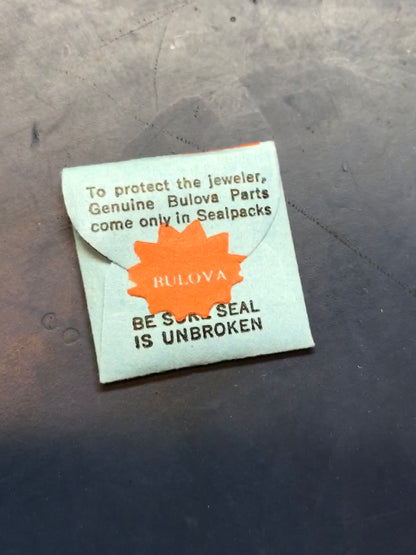 To protect the jeweler,
Genuine Bulova Parts
come only in Sealpacks
BULOVA
BE SURE SEAL
IS UNBROKEN